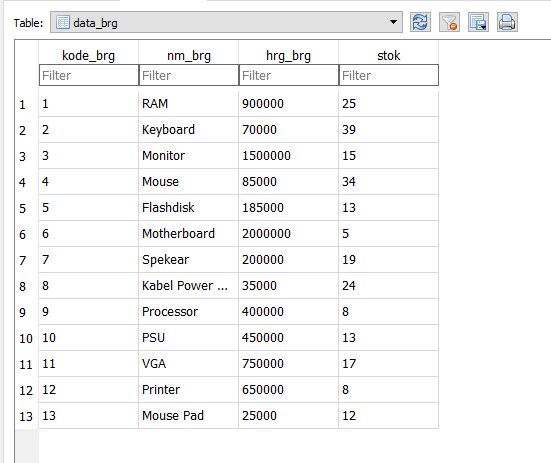 Table: data_brg
kode_brg nm_brg hrg_brg stok
Filter Filter Filter Filter
1 1 RAM 900000 25
2 2 Keyboard 70000 39
3 3 Monitor 1500000 15
4 4 Mouse 85000 34
5 5 Flashdisk 185000 13
6 6 Motherboard 2000000 5
7 7 Spekear 200000 19
8 8 Kabel Power ... 35000 24
9 9 Processor 400000 8
10 10 PSU 450000 13
11 11 VGA 750000 17
12 12 Printer 650000 8
13 13 Mouse Pad 25000 12